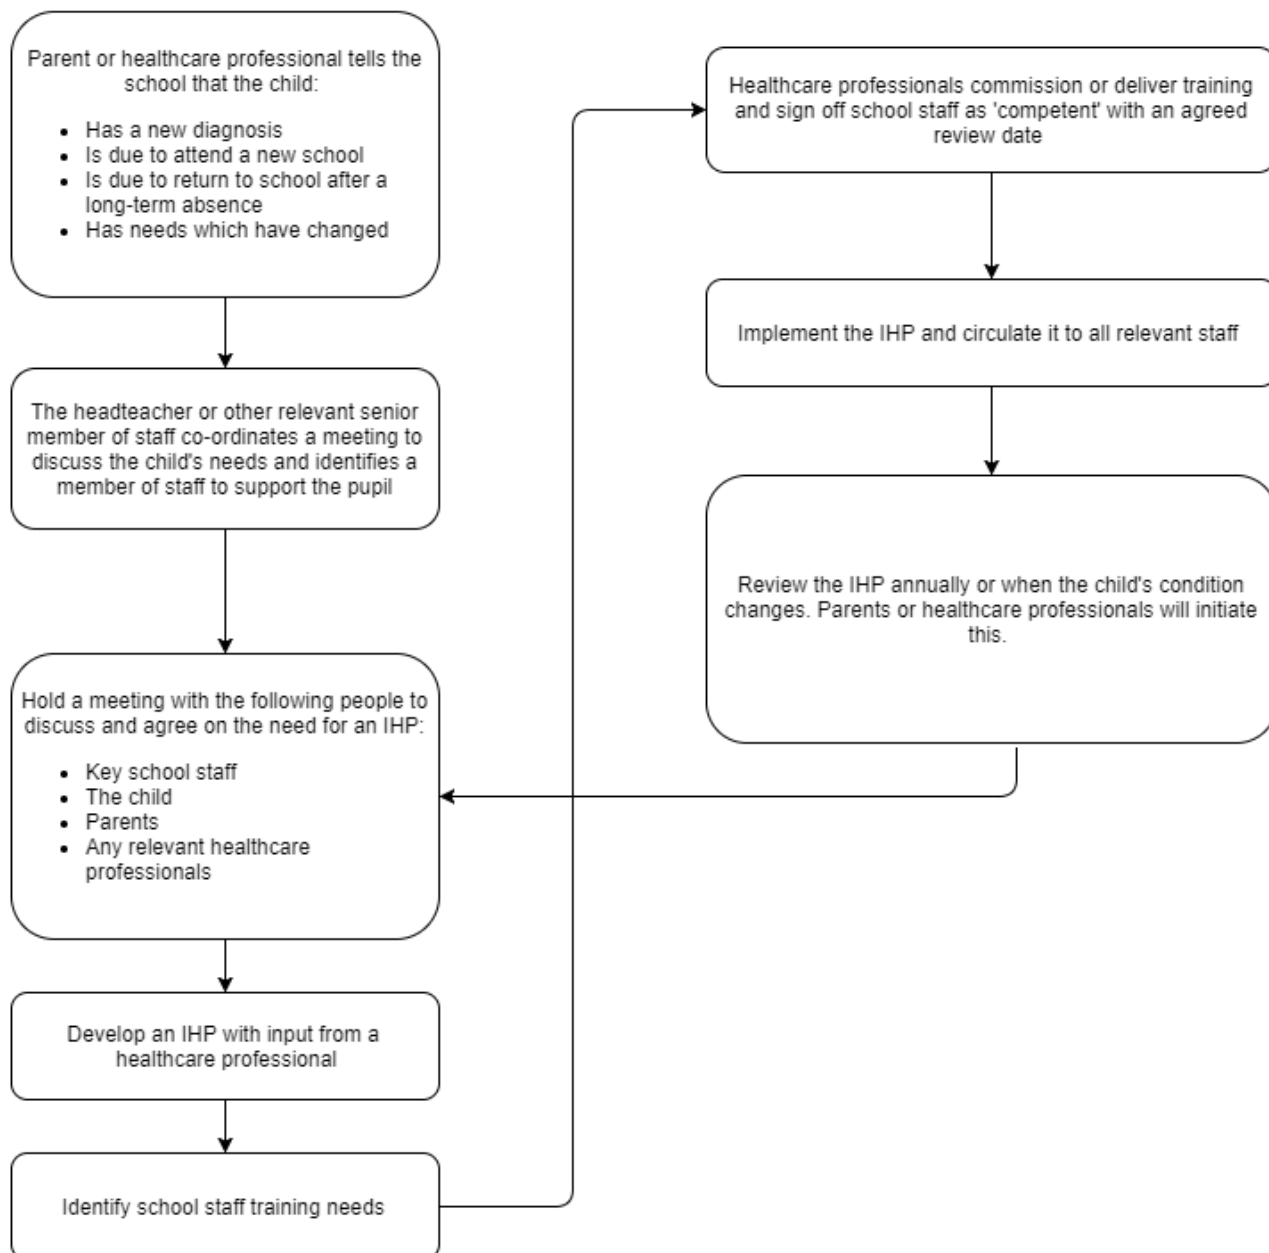 Parent or healthcare professional tells the
school that the child:
• Has a new diagnosis
• Is due to attend a new school
• Is due to return to school after a
long-term absence
• Has needs which have changed
The headteacher or other relevant senior
member of staff co-ordinates a meeting to
discuss the child's needs and identifies a
member of staff to support the pupil
Hold a meeting with the following people to
discuss and agree on the need for an IHP:
• Key school staff
• The child
• Parents
• Any relevant healthcare
professionals
Develop an IHP with input from a
healthcare professional
Identify school staff training needs
Healthcare professionals commission or deliver training
and sign off school staff as 'competent' with an agreed
review date
Implement the IHP and circulate it to all relevant staff
Review the IHP annually or when the child's condition
changes. Parents or healthcare professionals will initiate
this.